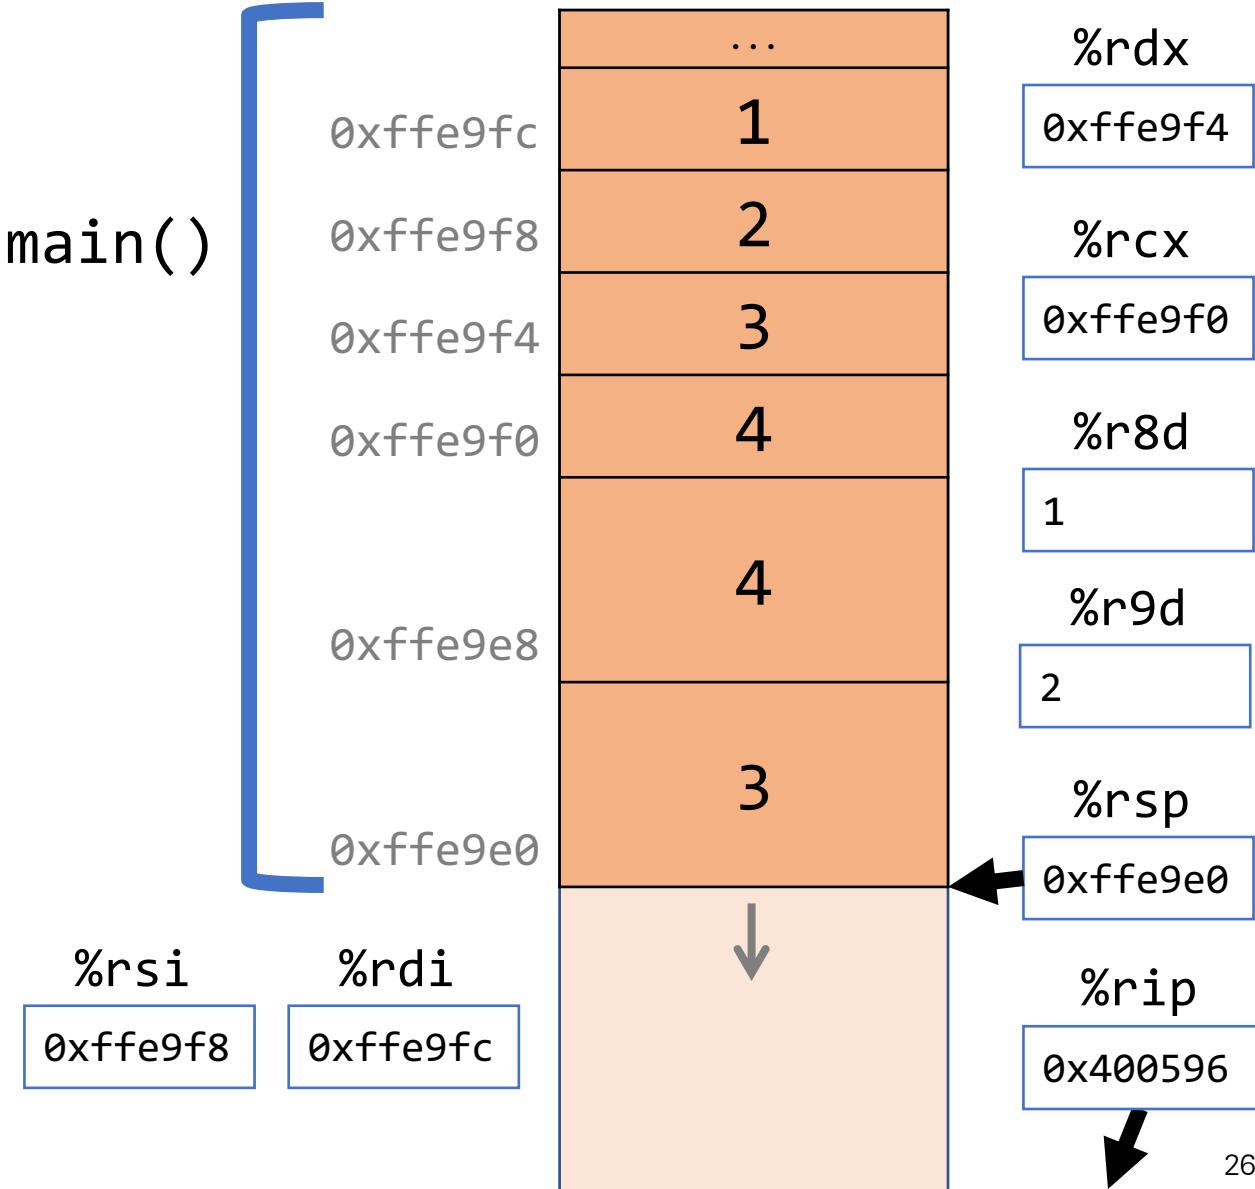 ...
%rdx
0xffe9fc
1
0xffe9f4
main()
0xffe9f8
2
%rcx
0xffe9f4
3
0xffe9f0
0xffe9f0
4
%r8d
1
0xffe9e8
4
%r9d
2
0xffe9e0
3
%rsp
0xffe9e0
%rsi
%rdi
%rip
0xffe9f8
0xffe9fc
0x400596
26